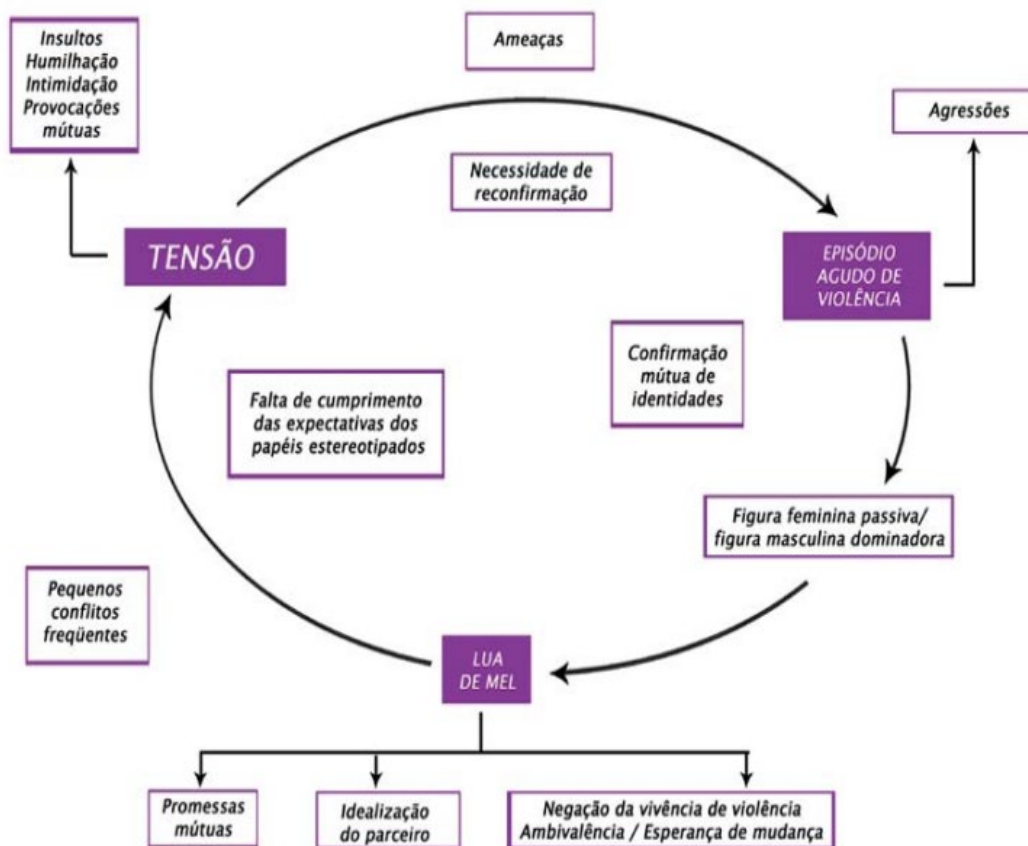 Insultos
Humilhação
Intimidação
Provocações
mútuas
Ameaças
Agressões
Necessidade de
reconfirmação
TENSÃO
EPISÓDIO
AGUDO DE
VIOLÊNCIA
Confirmação
mútua de
identidades
Falta de cumprimento
das expectativas dos
papéis estereotipados
Figura feminina passiva/
figura masculina dominadora
Pequenos
conflitos
freqüentes
LUA
DE MEL
Promessas
mútuas
Idealização
do parceiro
Negação da vivência de violência
Ambivalência / Esperança de mudança